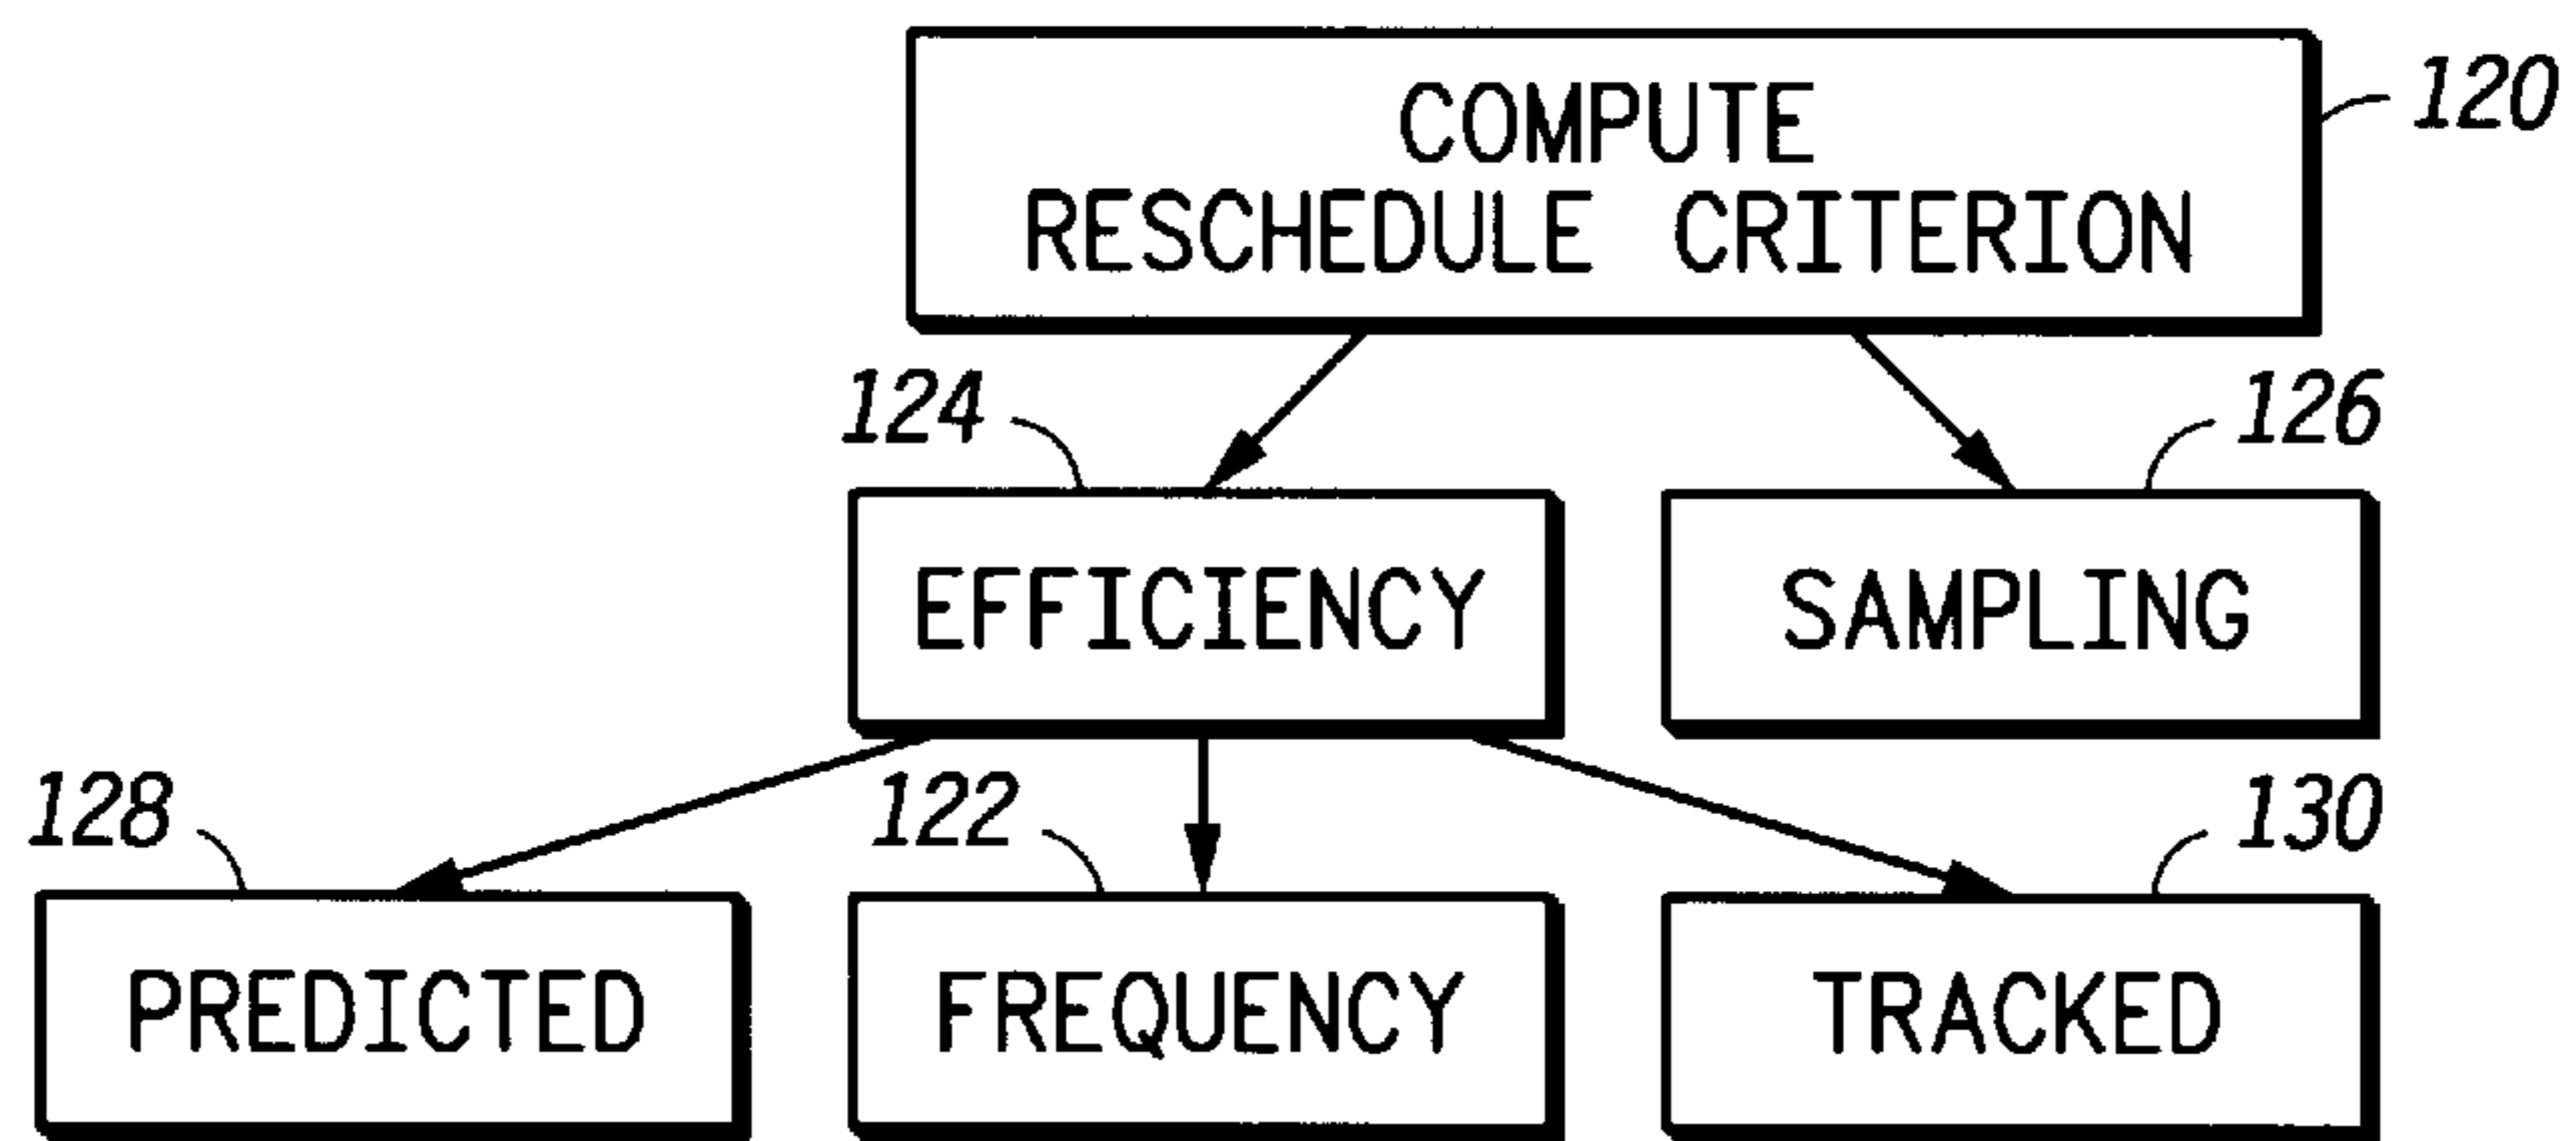 COMPUTE
RESCHEDULE CRITERION
120
124
126
EFFICIENCY
SAMPLING
128
122
130
PREDICTED
FREQUENCY
TRACKED